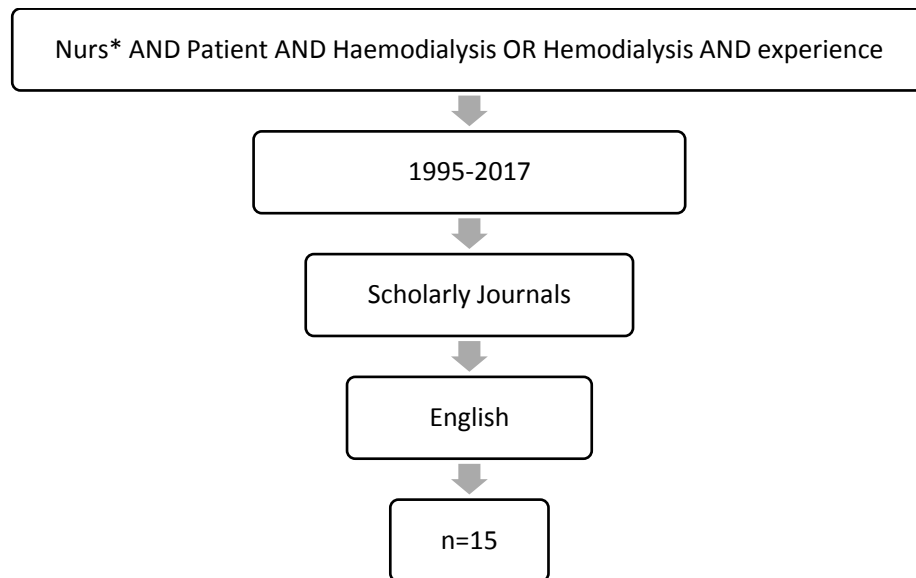 Nurs* AND Patient AND Haemodialysis OR Hemodialysis AND experience
1995-2017
Scholarly Journals
English
n=15